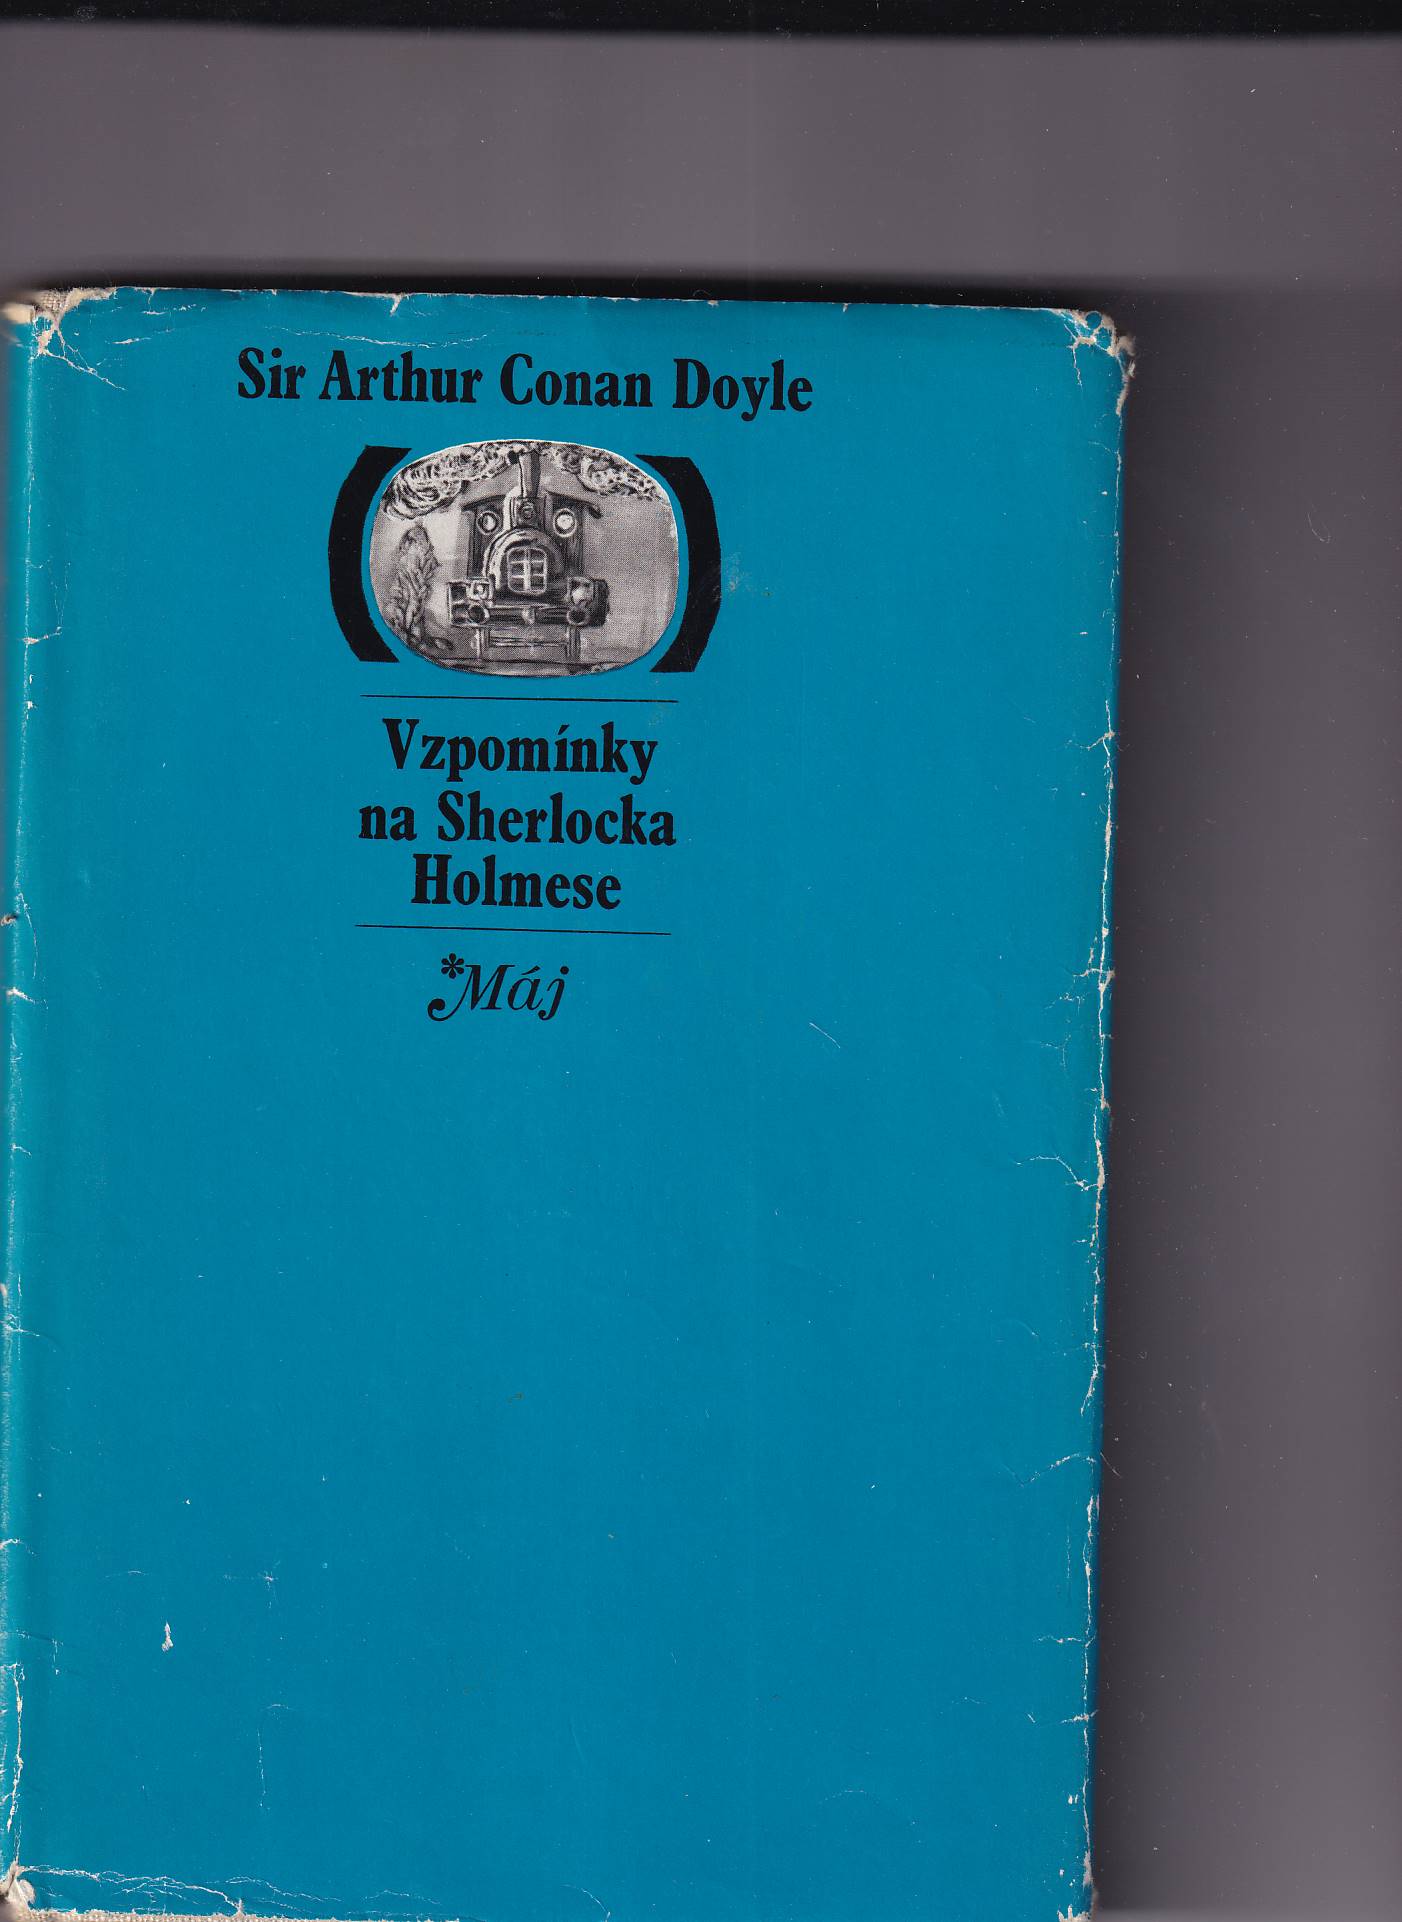 Sir Arthur Conan Doyle
Vzpomínky
na Sherlocka
Holmese
*Máj